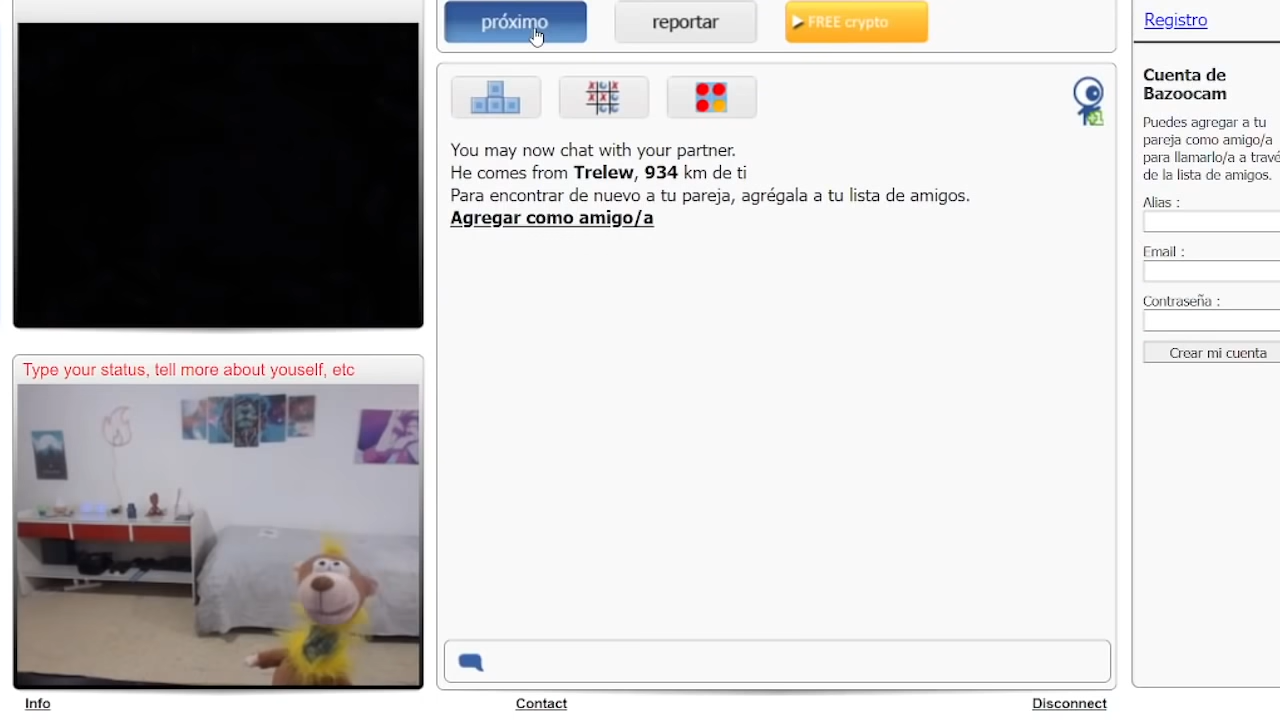 próximo
reportar
FREE crypto
Registro
You may now chat with your partner.
He comes from Trelew, 934 km de ti
Para encontrar de nuevo a tu pareja, agrégala a tu lista de amigos.
Agregar como amigo/a
Cuenta de
Bazoocam
Puedes agregar a tu
pareja como amigo/a
para llamarlo/a a travé
de la lista de amigos.
Alias :
Email :
Contraseña :
Crear mi cuenta
Type your status, tell more about youself, etc
Info
Contact
Disconnect